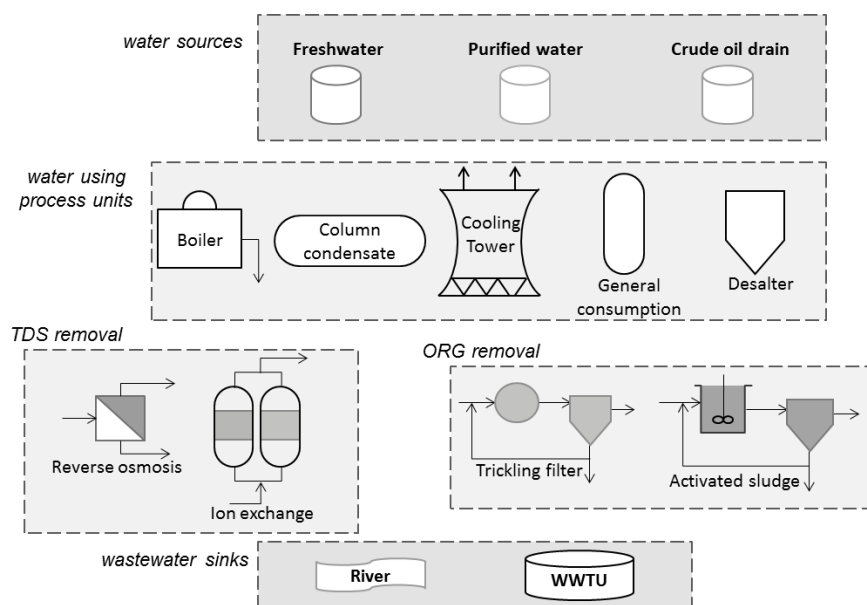 water sources
Freshwater
Purified water
Crude oil drain
water using
process units
Boiler
Column
condensate
Cooling
Tower
General
consumption
Desalter
TDS removal
ORG removal
Reverse osmosis
Ion exchange
Trickling filter
Activated sludge
wastewater sinks
River
WWTU